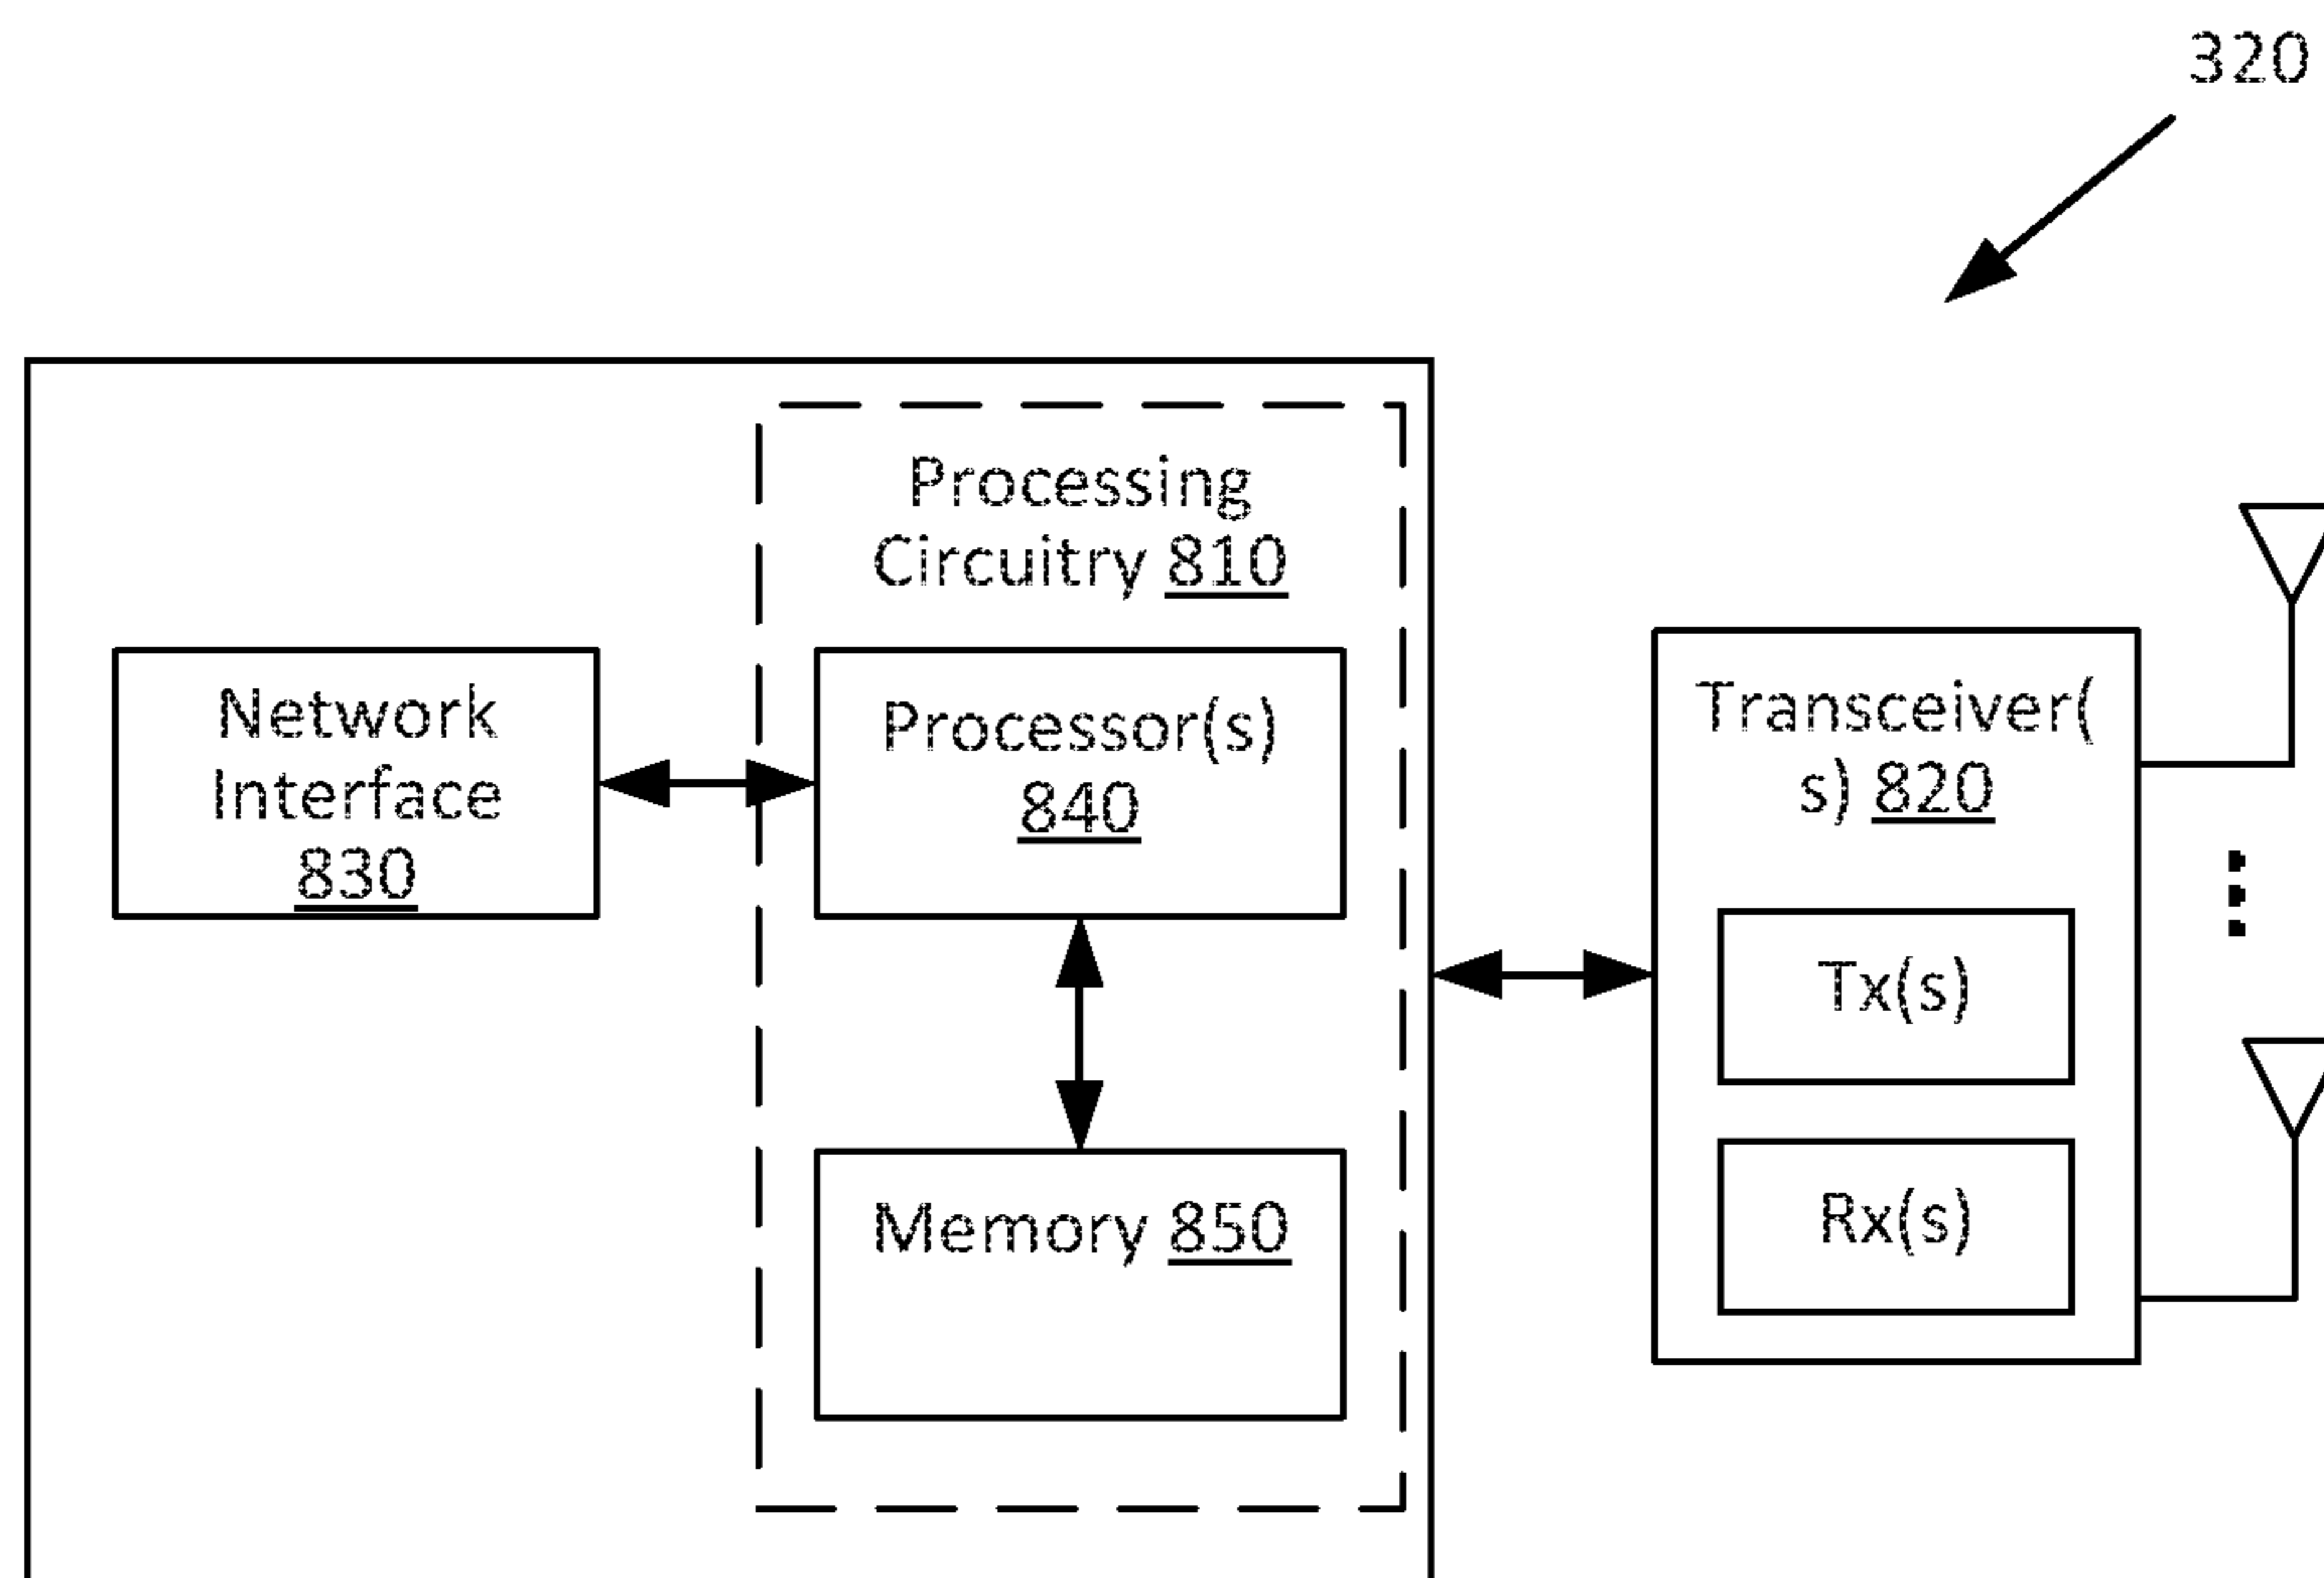 320
Processing
Circuitry 810
Network
Interface
830
Processor(s)
840
Memory 850
Transceiver(
s) 820
Tx(s)
Rx(s)